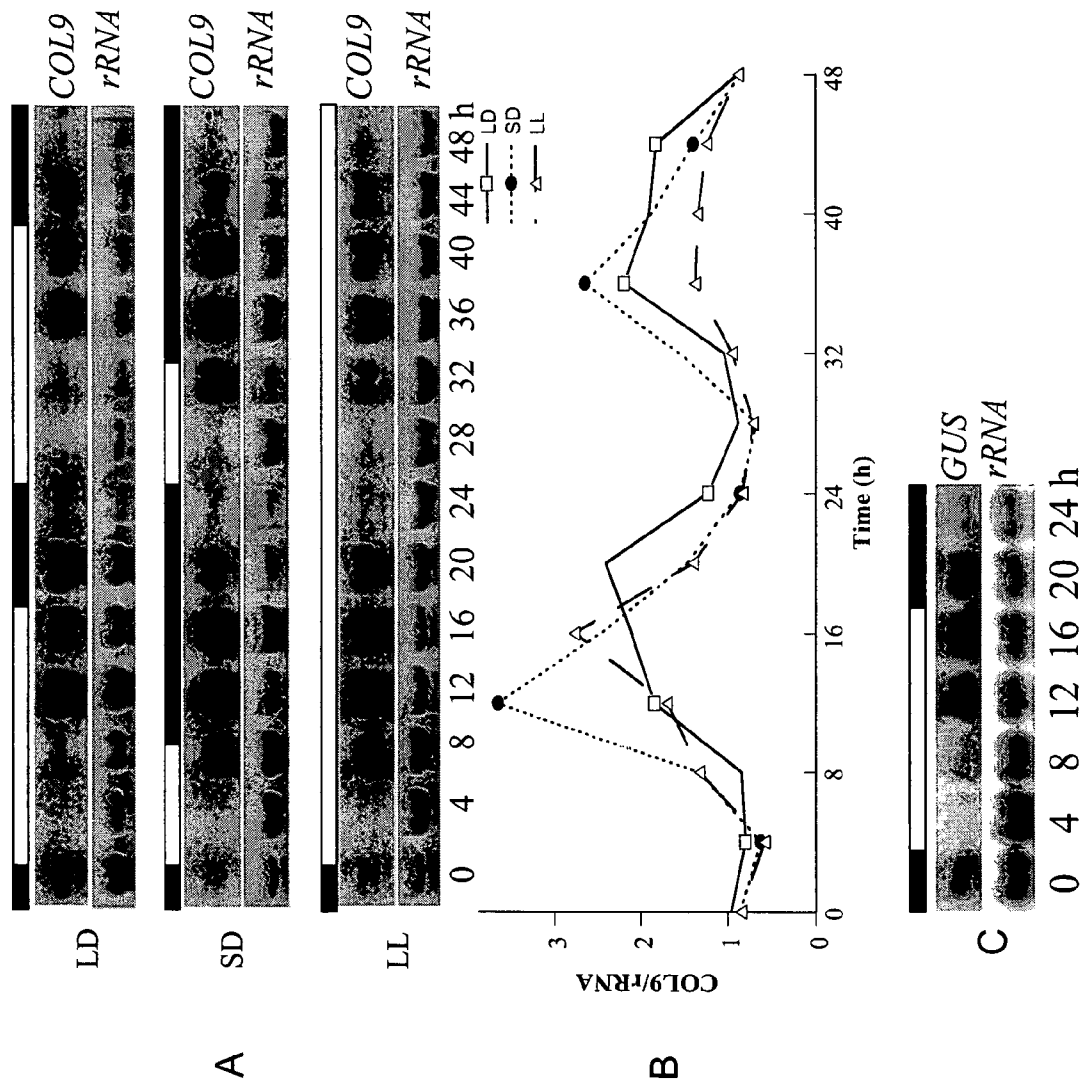 A
LD
COL9
rRNA
SD
COL9
rRNA
LL
COL9
rRNA
0 4 8 12 16 20 24 28 32 36 40 44 48 h
B
COL9/rRNA
3
2
1
0
LD
SD
LL
0 8 16 24 32 40 48
Time (h)
C
GUS
rRNA
0 4 8 12 16 20 24 h